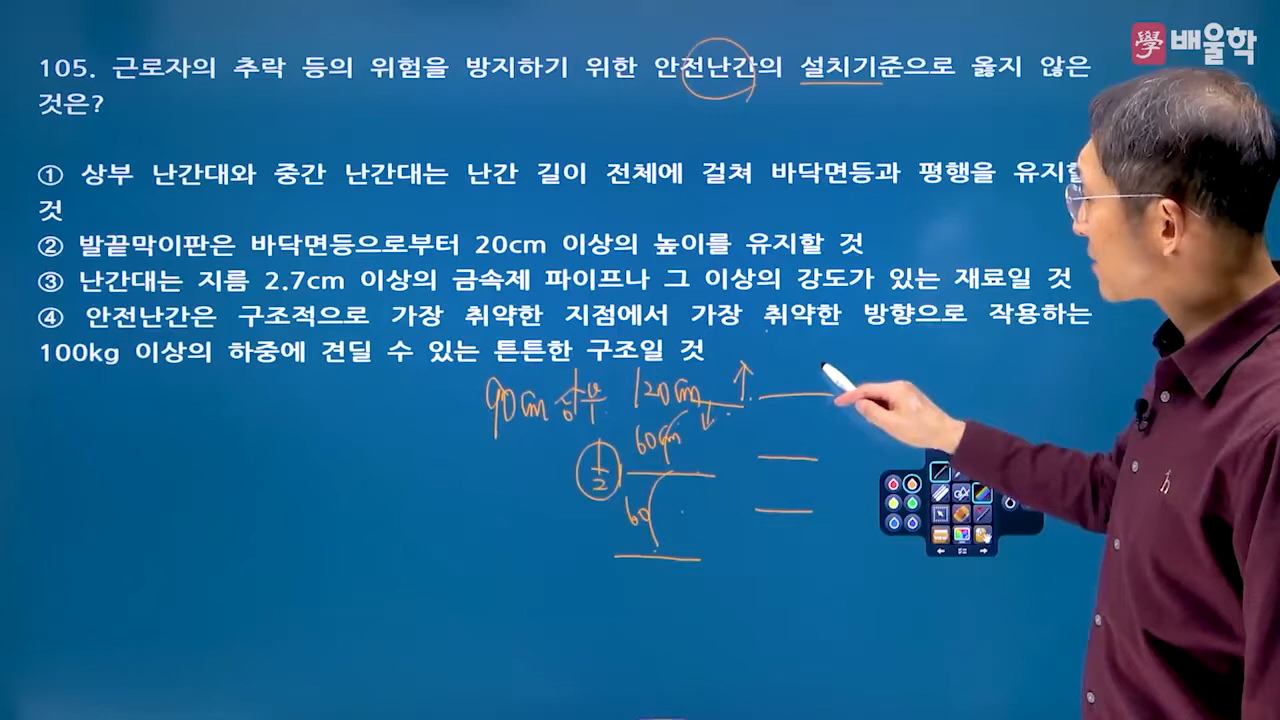 學 배울학
105. 근로자의 추락 등의 위험을 방지하기 위한 안전난간의 설치기준으로 옳지 않은
것은?
① 상부 난간대와 중간 난간대는 난간 길이 전체에 걸쳐 바닥면등과 평행을 유지할
것
② 발끝막이판은 바닥면등으로부터 20cm 이상의 높이를 유지할 것
③ 난간대는 지름 2.7cm 이상의 금속제 파이프나 그 이상의 강도가 있는 재료일 것
④ 안전난간은 구조적으로 가장 취약한 지점에서 가장 취약한 방향으로 작용하는
100kg 이상의 하중에 견딜 수 있는 튼튼한 구조일 것
90cm 상부 120cm
60cm
1/2
60